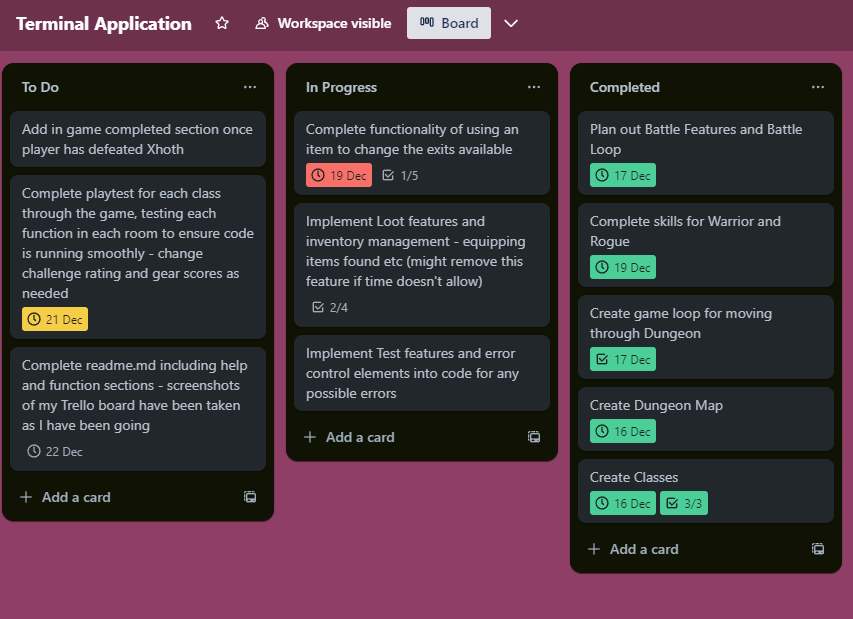 Terminal Application
Workspace visible
Board
To Do
Add in game completed section once
player has defeated Xhoth
Complete playtest for each class
through the game, testing each
function in each room to ensure code
is running smoothly - change
challenge rating and gear scores as
needed
21 Dec
Complete readme.md including help
and function sections - screenshots
of my Trello board have been taken
as I have been going
22 Dec
Add a card
In Progress
Complete functionality of using an
item to change the exits available
19 Dec 1/5
Implement Loot features and
inventory management - equipping
items found etc (might remove this
feature if time doesn't allow)
2/4
Implement Test features and error
control elements into code for any
possible errors
Add a card
Completed
Plan out Battle Features and Battle
Loop
17 Dec
Complete skills for Warrior and
Rogue
19 Dec
Create game loop for moving
through Dungeon
17 Dec
Create Dungeon Map
16 Dec
Create Classes
16 Dec 3/3
Add a card